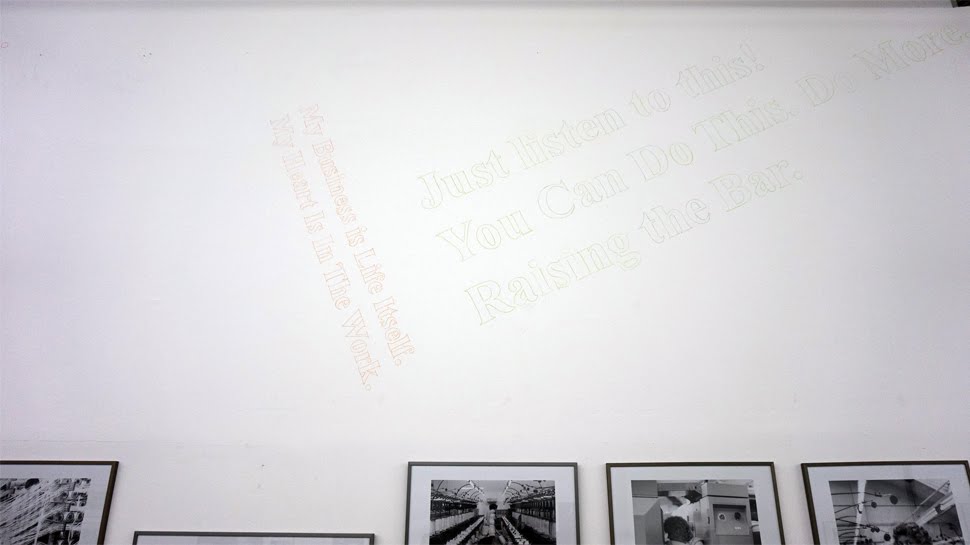 My Business is Life Itself.
My Heart Is In The Work.
Just listen to this!
You Can Do This. Do More.
Raising the Bar.